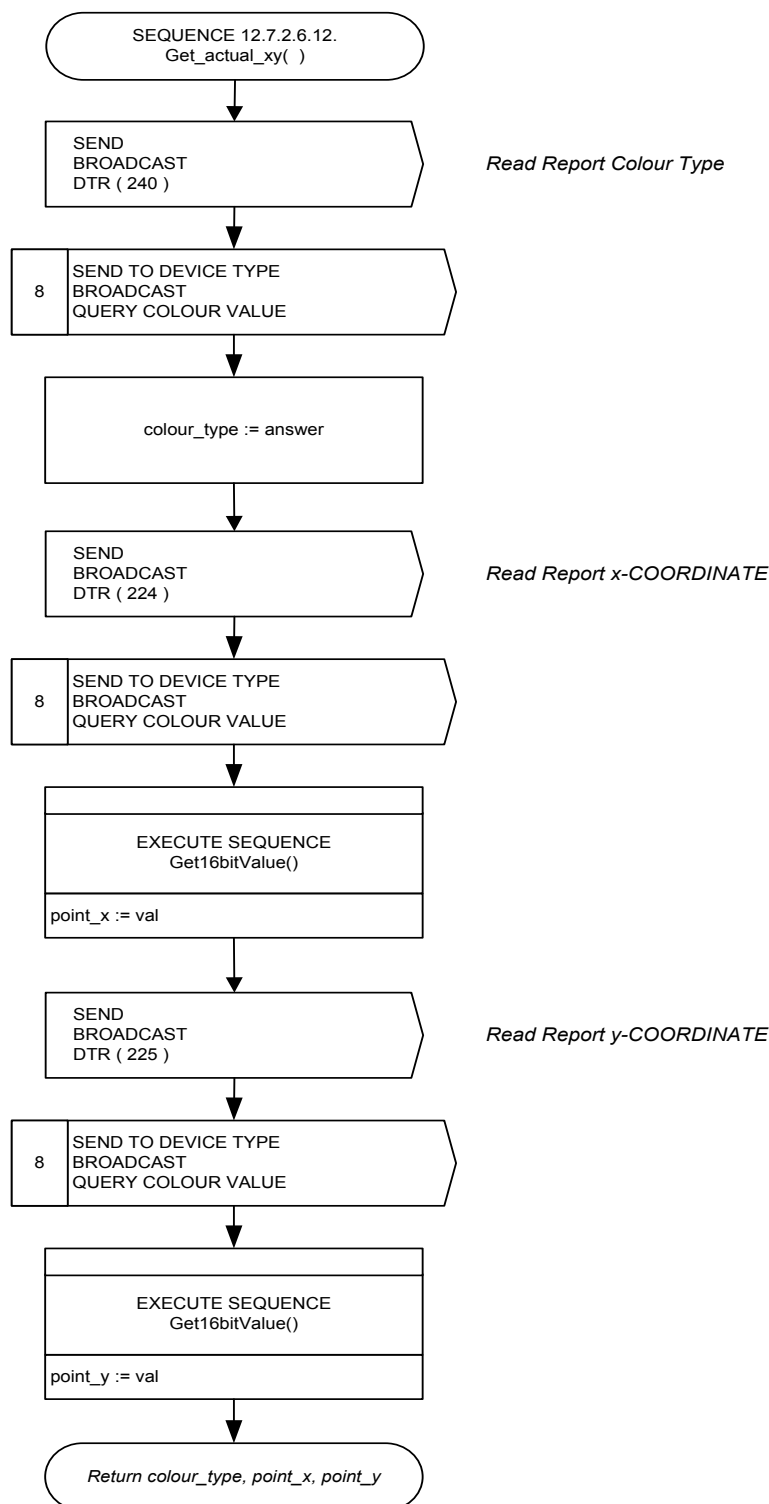 SEQUENCE 12.7.2.6.12.
Get_actual_xy( )
SEND
BROADCAST
DTR ( 240 )
Read Report Colour Type
8
SEND TO DEVICE TYPE
BROADCAST
QUERY COLOUR VALUE
colour_type := answer
SEND
BROADCAST
DTR ( 224 )
Read Report x-COORDINATE
8
SEND TO DEVICE TYPE
BROADCAST
QUERY COLOUR VALUE
EXECUTE SEQUENCE
Get16bitValue()
point_x := val
SEND
BROADCAST
DTR ( 225 )
Read Report y-COORDINATE
8
SEND TO DEVICE TYPE
BROADCAST
QUERY COLOUR VALUE
EXECUTE SEQUENCE
Get16bitValue()
point_y := val
Return colour_type, point_x, point_y